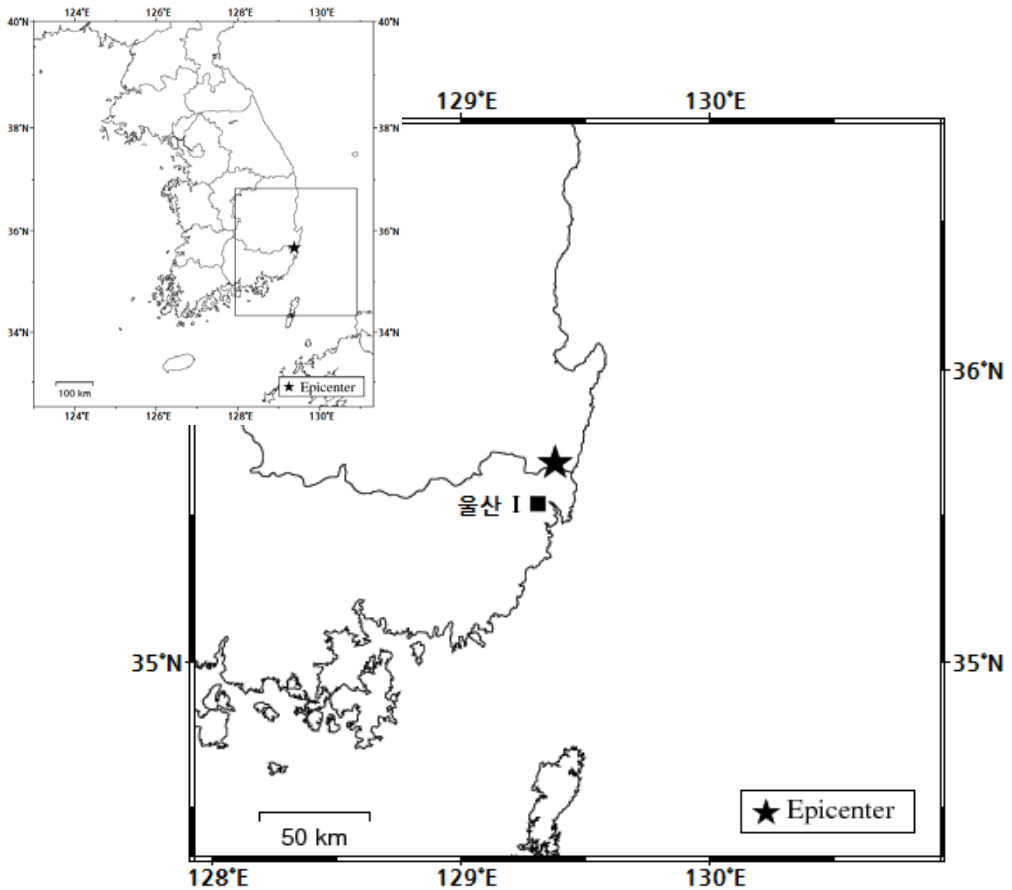 124°E 126°E 128°E 130°E
40°N 40°N
38°N 38°N
36°N 36°N
34°N 34°N
100 km
★ Epicenter
124°E 126°E 128°E 130°E
129°E 130°E
36°N
울산 I
35°N 35°N
50 km
★ Epicenter
128°E 129°E 130°E